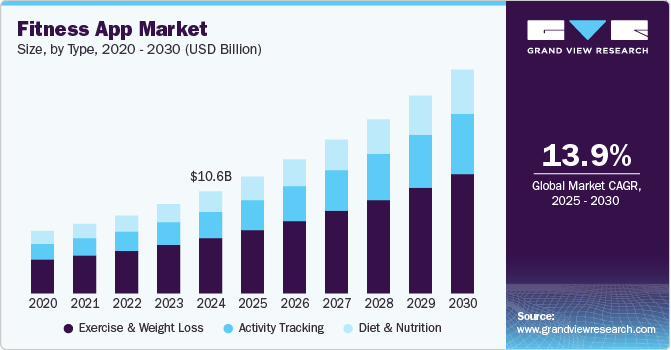 Fitness App Market
Size, by Type, 2020 - 2030 (USD Billion)
$10.6B
2020 2021 2022 2023 2024 2025 2026 2027 2028 2029 2030
Exercise & Weight Loss Activity Tracking Diet & Nutrition
GRAND VIEW RESEARCH
13.9%
Global Market CAGR,
2025 - 2030
Source:
www.grandviewresearch.com